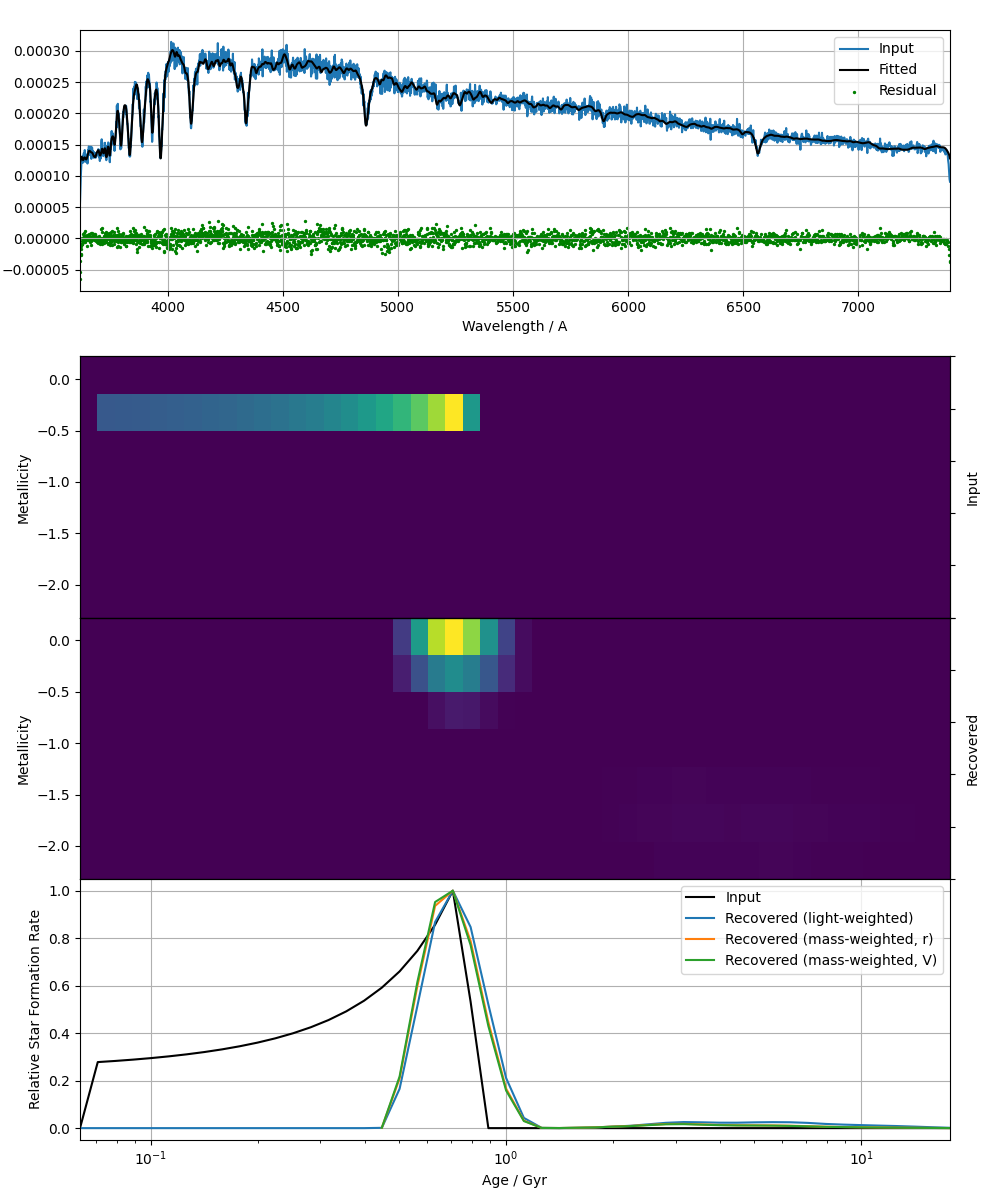 0.00030
0.00025
0.00020
0.00015
0.00010
0.00005
0.00000
−0.00005
Input
Fitted
Residual
4000 4500 5000 5500 6000 6500 7000
Wavelength / A
0.0
−0.5
−1.0
−1.5
−2.0
Metallicity
Input
0.0
−0.5
−1.0
−1.5
−2.0
Metallicity
Recovered
1.0
0.8
0.6
0.4
0.2
0.0
Relative Star Formation Rate
Input
Recovered (light-weighted)
Recovered (mass-weighted, r)
Recovered (mass-weighted, V)
10⁻¹ 10⁰ 10¹
Age / Gyr